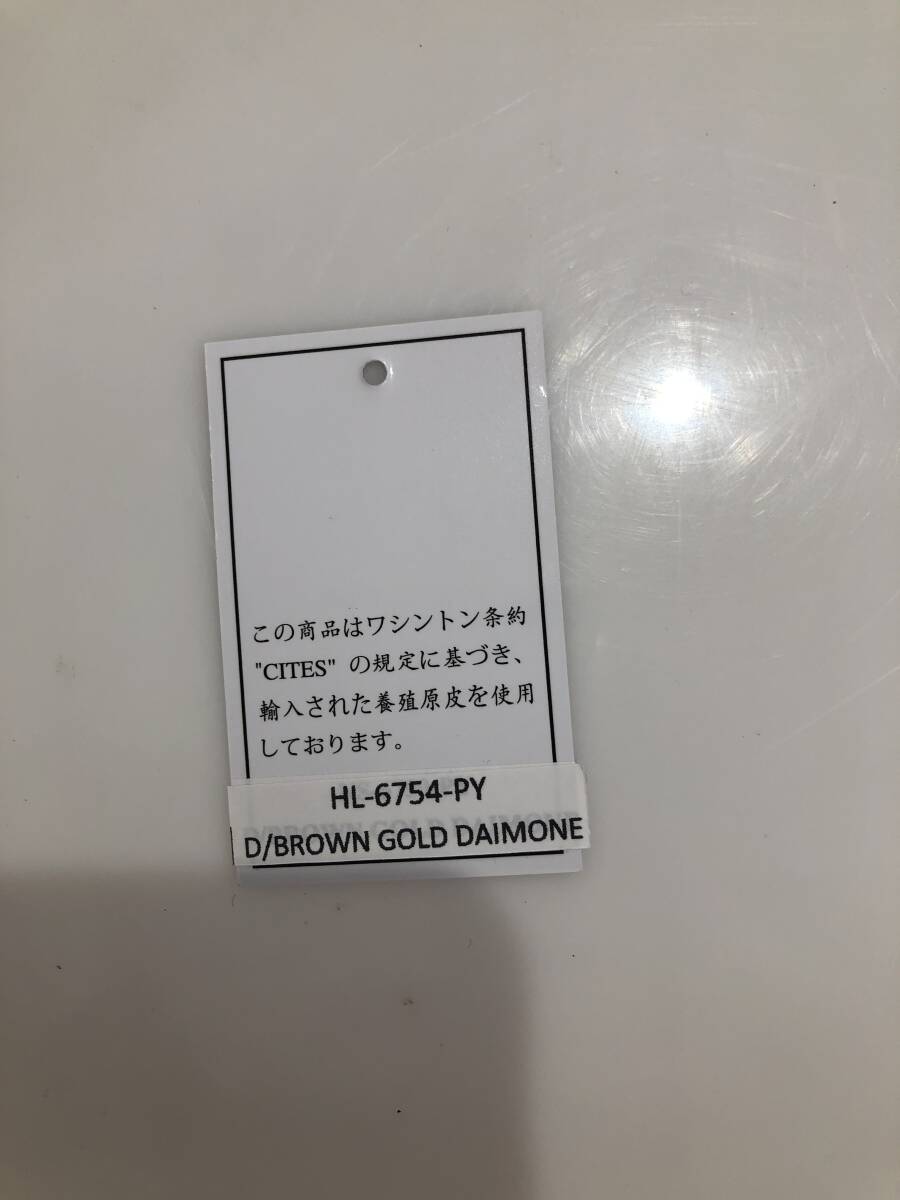 この商品はワシントン条約
"CITES" の規定に基づき、
輸入された養殖原皮を使用
しております。
HL-6754-PY
D/BROWN GOLD DAIMONE